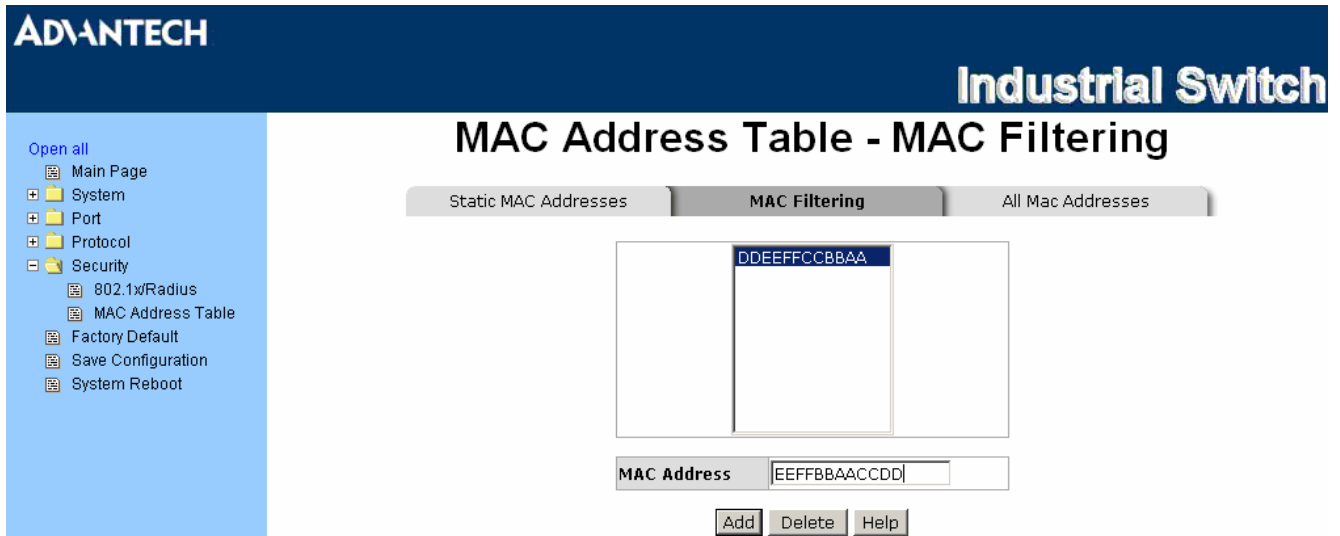 ADVANTECH
Industrial Switch
Open all
Main Page
System
Port
Protocol
Security
802.1x/Radius
MAC Address Table
Factory Default
Save Configuration
System Reboot
MAC Address Table - MAC Filtering
Static MAC Addresses MAC Filtering All Mac Addresses
DDEEFFCCBBAA
MAC Address EEFFBBAACCDD
Add Delete Help